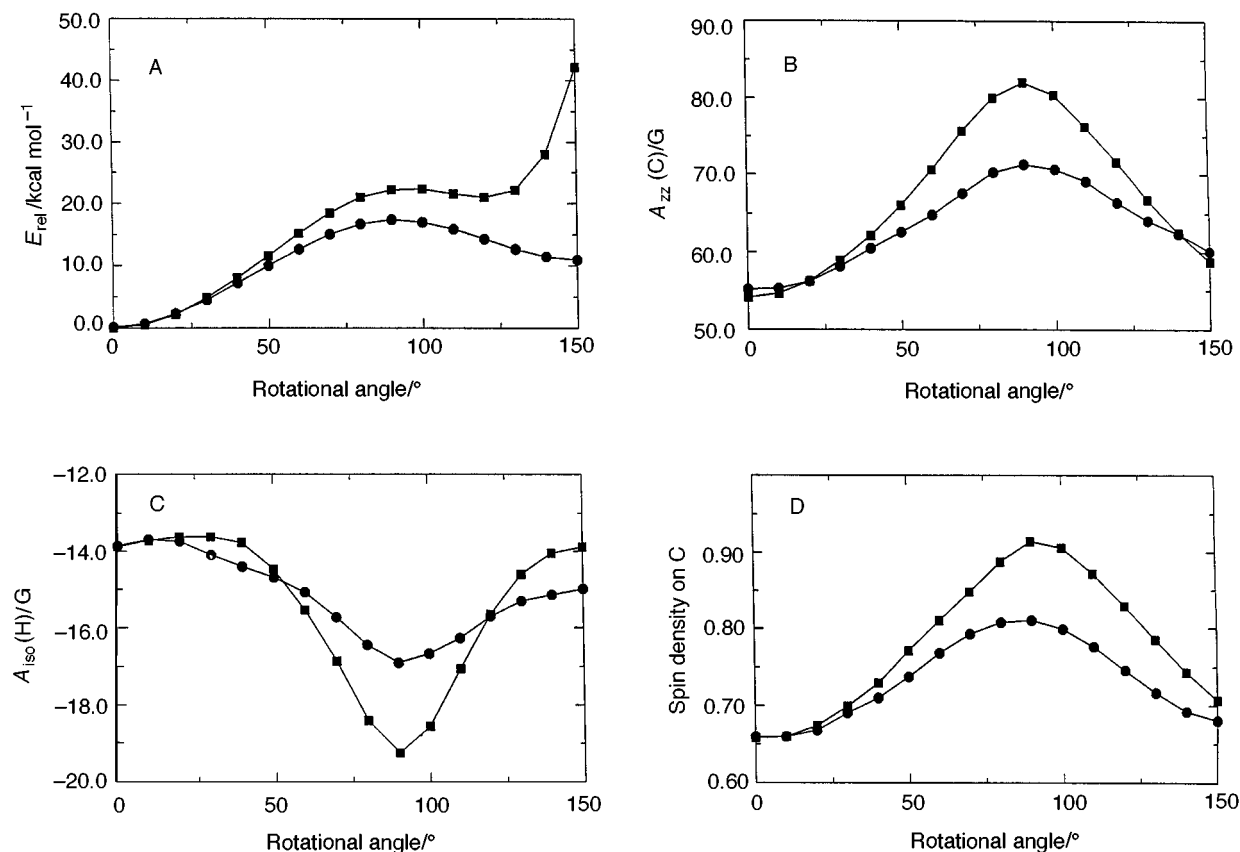 50.0
40.0
30.0
20.0
10.0
0.0
E rel /kcal mol−1
A
0 50 100 150
Rotational angle/°
90.0
80.0
70.0
60.0
50.0
A zz (C)/G
B
0 50 100 150
Rotational angle/°
−12.0
−14.0
−16.0
−18.0
−20.0
A iso (H)/G
C
0 50 100 150
Rotational angle/°
0.90
0.80
0.70
0.60
Spin density on C
D
0 50 100 150
Rotational angle/°